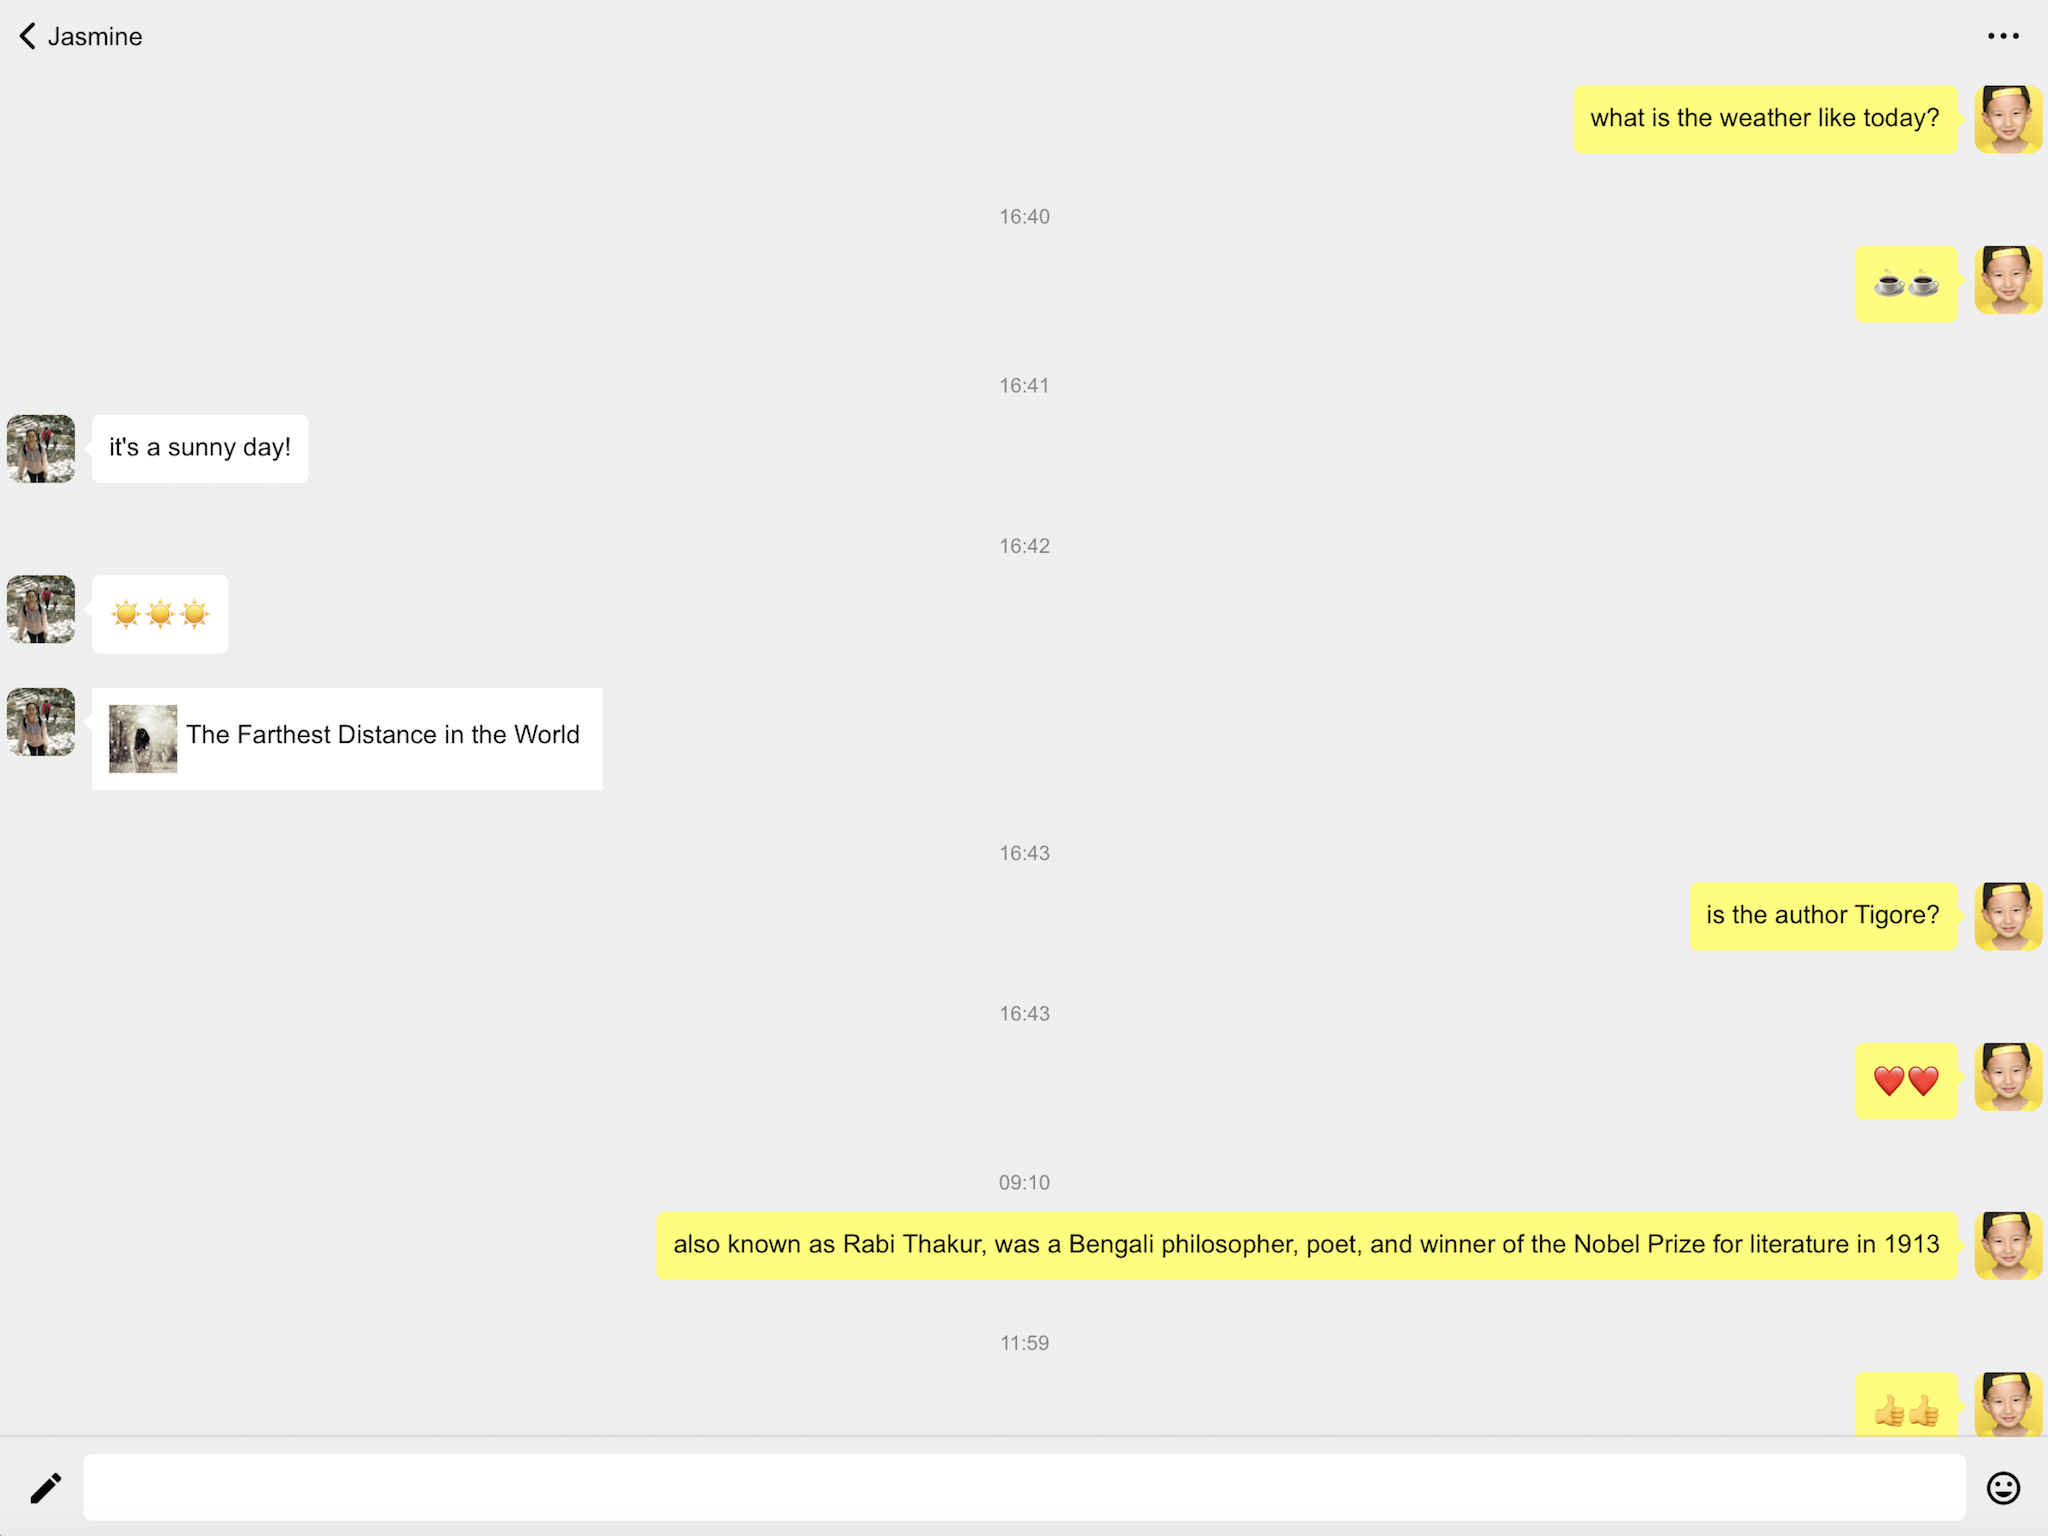 Jasmine
what is the weather like today?
16:40
☕☕
16:41
it's a sunny day!
16:42
☀️☀️☀️
The Farthest Distance in the World
16:43
is the author Tigore?
16:43
❤️❤️
09:10
also known as Rabi Thakur, was a Bengali philosopher, poet, and winner of the Nobel Prize for literature in 1913
11:59
👍👍